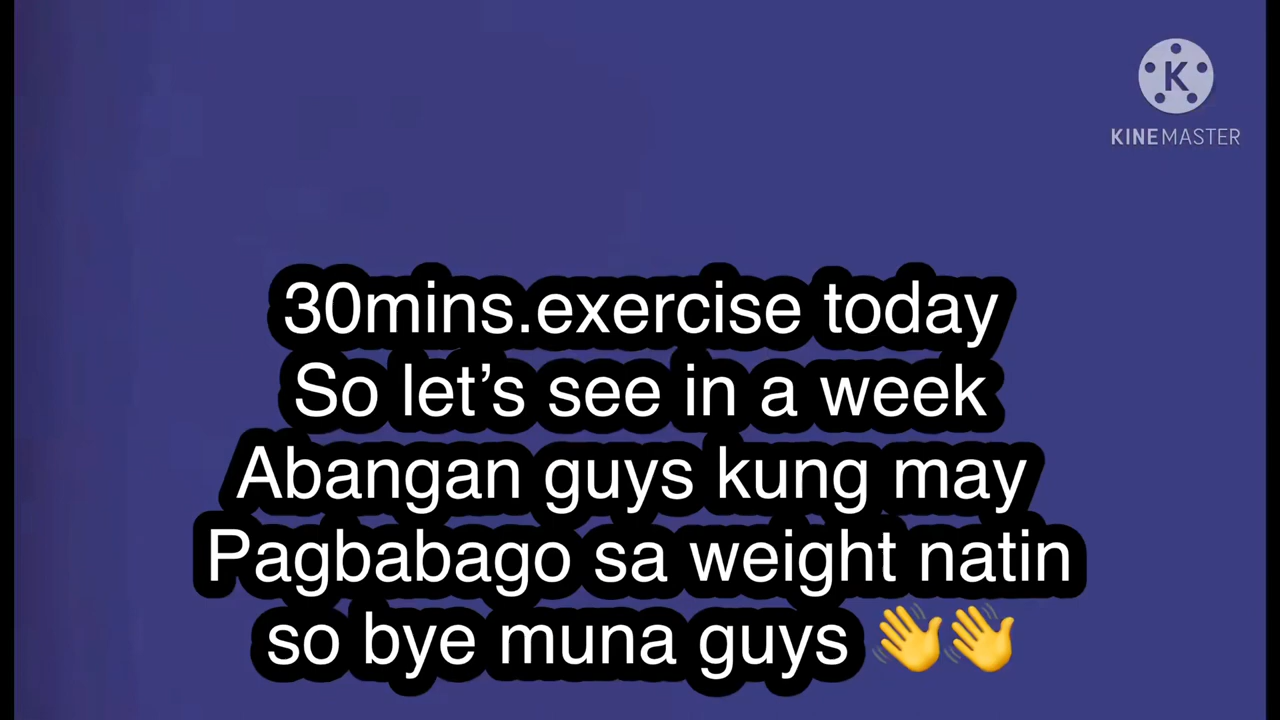 K
KINEMASTER
30mins.exercise today
So let’s see in a week
Abangan guys kung may
Pagbabago sa weight natin
so bye muna guys 👋👋